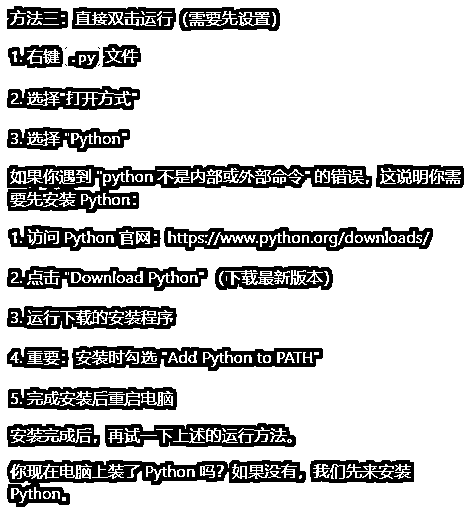 方法三：直接双击运行（需要先设置）
1. 右键 .py 文件
2. 选择"打开方式"
3. 选择 "Python"
如果你遇到 "python 不是内部或外部命令" 的错误，这说明你需
要先安装 Python：
1. 访问 Python 官网：https://www.python.org/downloads/
2. 点击 "Download Python"（下载最新版本）
3. 运行下载的安装程序
4. 重要：安装时勾选 "Add Python to PATH"
5. 完成安装后重启电脑
安装完成后，再试一下上述的运行方法。
你现在电脑上装了 Python 吗？如果没有，我们先来安装
Python。